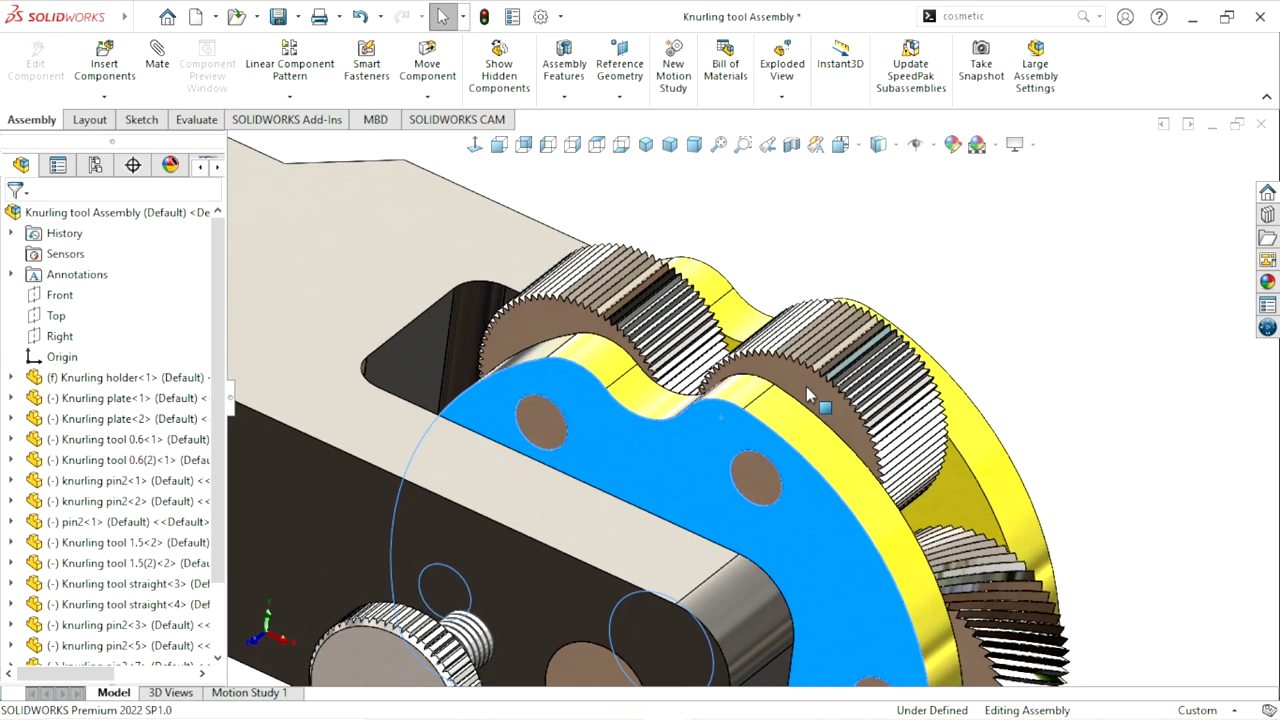 SOLIDWORKS
Knurling tool Assembly *
cosmetic
Edit Component
Insert Components
Mate
Component Preview Window
Linear Component Pattern
Smart Fasteners
Move Component
Show Hidden Components
Assembly Features
Reference Geometry
New Motion Study
Bill of Materials
Exploded View
Instant3D
Update SpeedPak Subassemblies
Take Snapshot
Large Assembly Settings
Assembly Layout Sketch Evaluate SOLIDWORKS Add-Ins MBD SOLIDWORKS CAM
Knurling tool Assembly (Default) <De
History
Sensors
Annotations
Front
Top
Right
Origin
(f) Knurling holder<1> (Default)
(-) Knurling plate<1> (Default) <
(-) Knurling plate<2> (Default) <
(-) Knurling tool 0.6<1> (Default)
(-) Knurling tool 0.6(2)<1> (Defau
(-) knurling pin2<1> (Default) <<
(-) knurling pin2<2> (Default) <<
(-) pin2<1> (Default) <<Default>
(-) Knurling tool 1.5<2> (Default)
(-) Knurling tool 1.5(2)<2> (Defau
(-) Knurling tool straight<3> (Def
(-) Knurling tool straight<4> (Def
(-) knurling pin2<3> (Default) <<
(-) knurling pin2<5> (Default) <<
Model 3D Views Motion Study 1
SOLIDWORKS Premium 2022 SP1.0
Under Defined Editing Assembly Custom